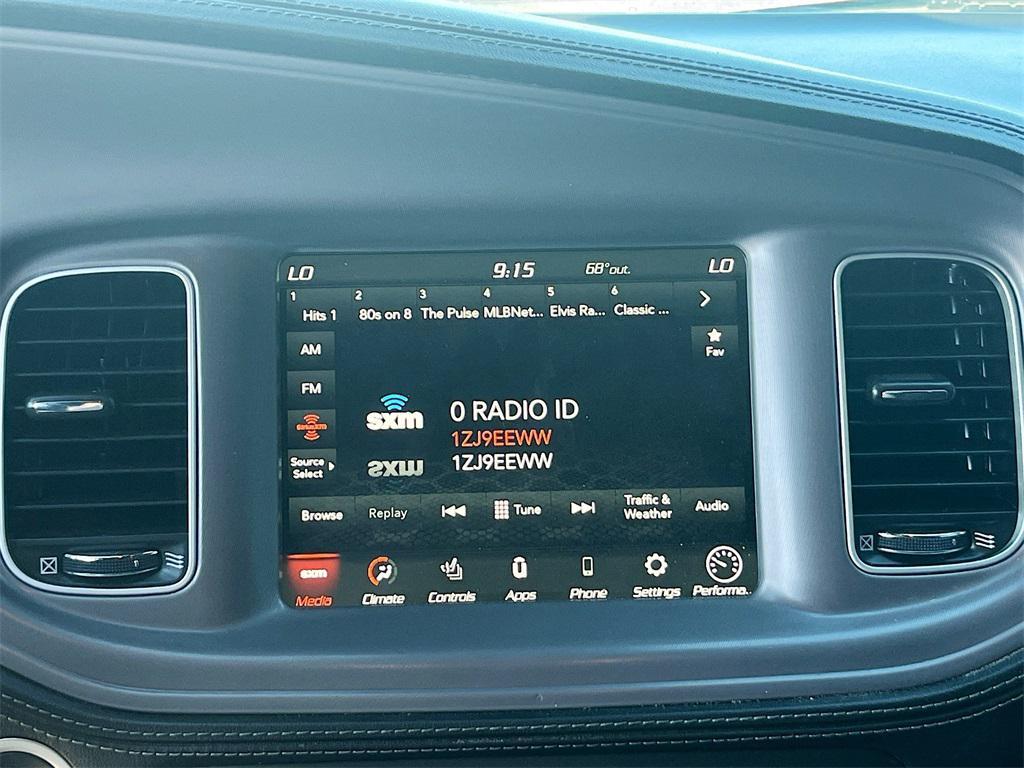 LO 9:15 68°out. LO
1 2 3 4 5 6
Hits 1 80s on 8 The Pulse MLBNet... Elvis Ra... Classic ...
AM
Fav
FM
sxm 0 RADIO ID
SiriusXM 1ZJ9EEWW
Source Select sxm 1ZJ9EEWW
Browse Replay Tune Traffic & Weather Audio
sxm
Media Climate Controls Apps Phone Settings Performa..